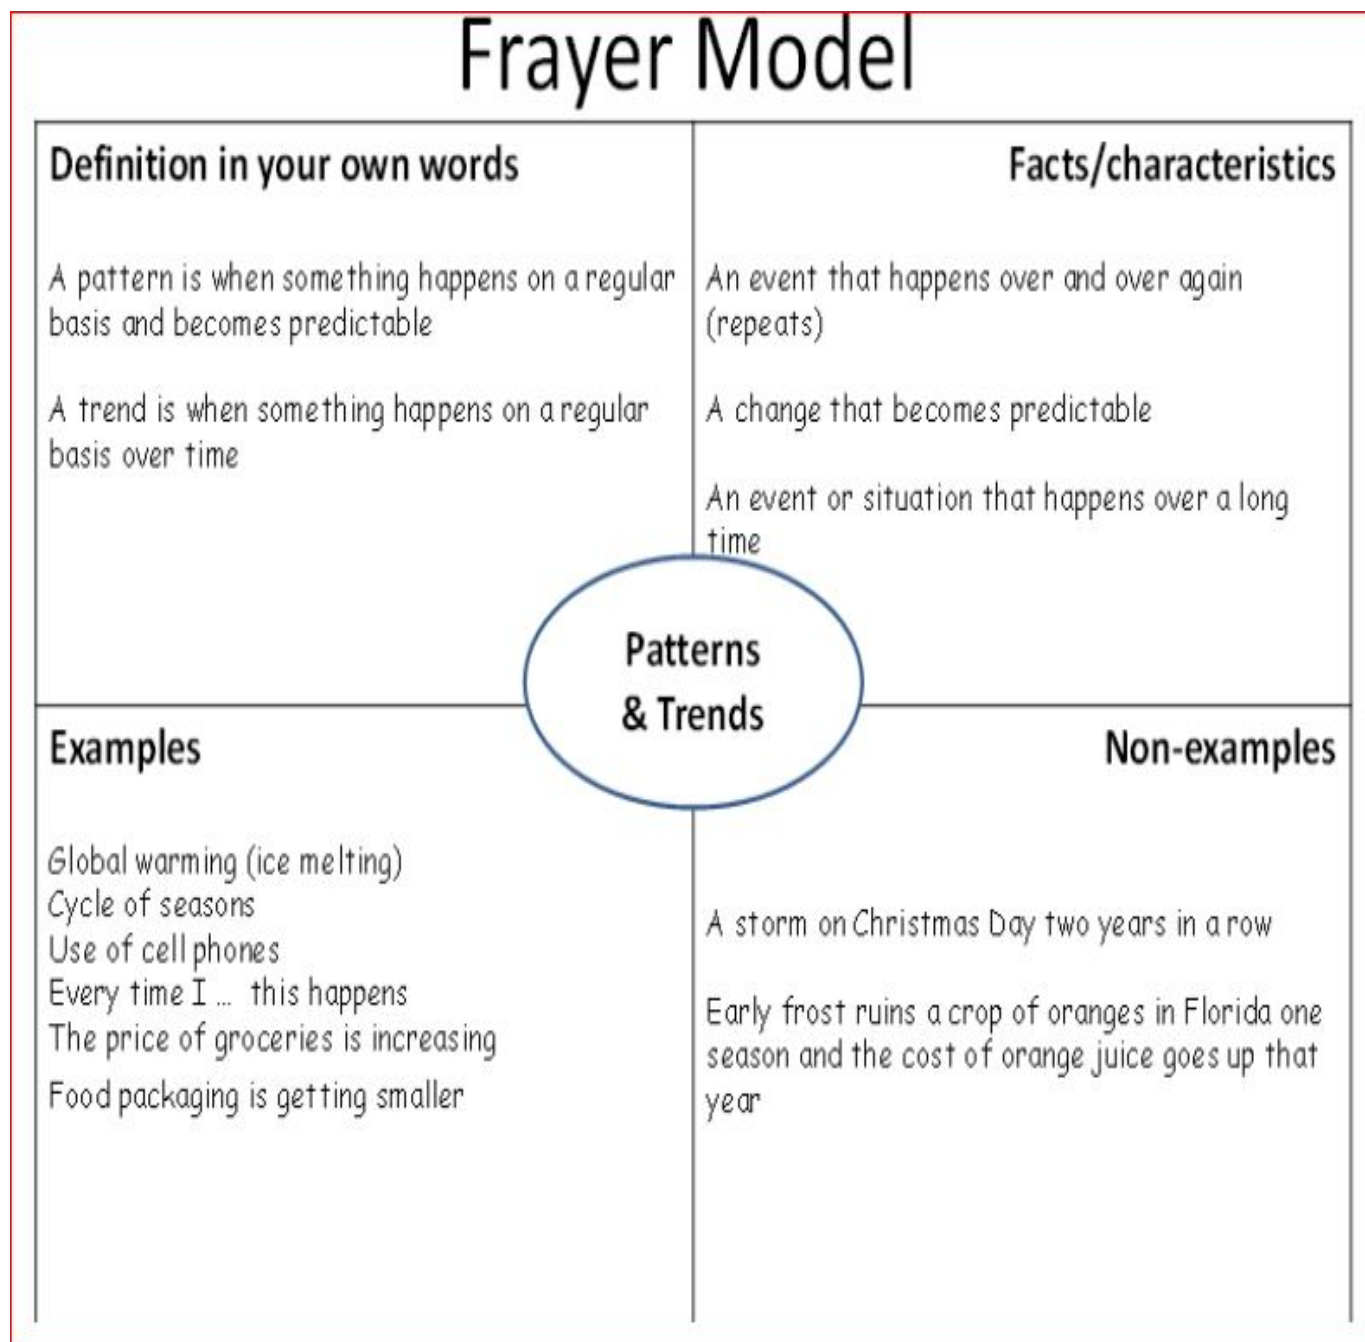 Frayer Model
Definition in your own words
A pattern is when something happens on a regular
basis and becomes predictable
A trend is when something happens on a regular
basis over time
Facts/characteristics
An event that happens over and over again
(repeats)
A change that becomes predictable
An event or situation that happens over a long
time
Patterns
& Trends
Examples
Global warming (ice melting)
Cycle of seasons
Use of cell phones
Every time I ... this happens
The price of groceries is increasing
Food packaging is getting smaller
Non-examples
A storm on Christmas Day two years in a row
Early frost ruins a crop of oranges in Florida one
season and the cost of orange juice goes up that
year